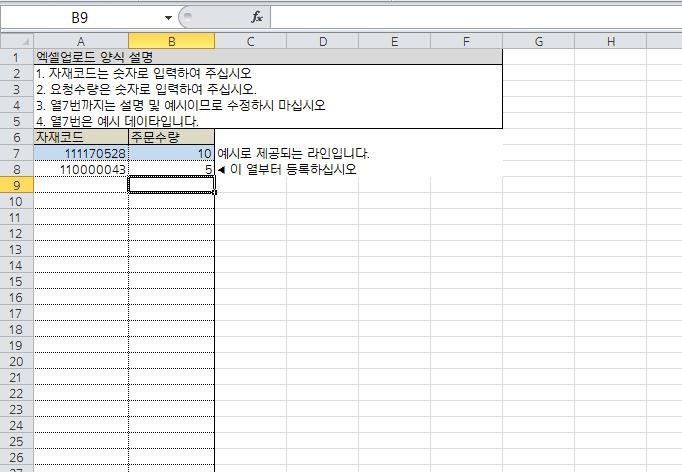 B9
fx
A B C D E F G H
1 엑셀업로드 양식 설명
2 1. 자재코드는 숫자로 입력하여 주십시오
3 2. 요청수량은 숫자로 입력하여 주십시오.
4 3. 열7번까지는 설명 및 예시이므로 수정하시 마십시오
5 4. 열7번은 예시 데이타입니다.
6 자재코드 주문수량
7 111170528 10 예시로 제공되는 라인입니다.
8 110000043 5 ◄ 이 열부터 등록하십시오
9
10
11
12
13
14
15
16
17
18
19
20
21
22
23
24
25
26
27